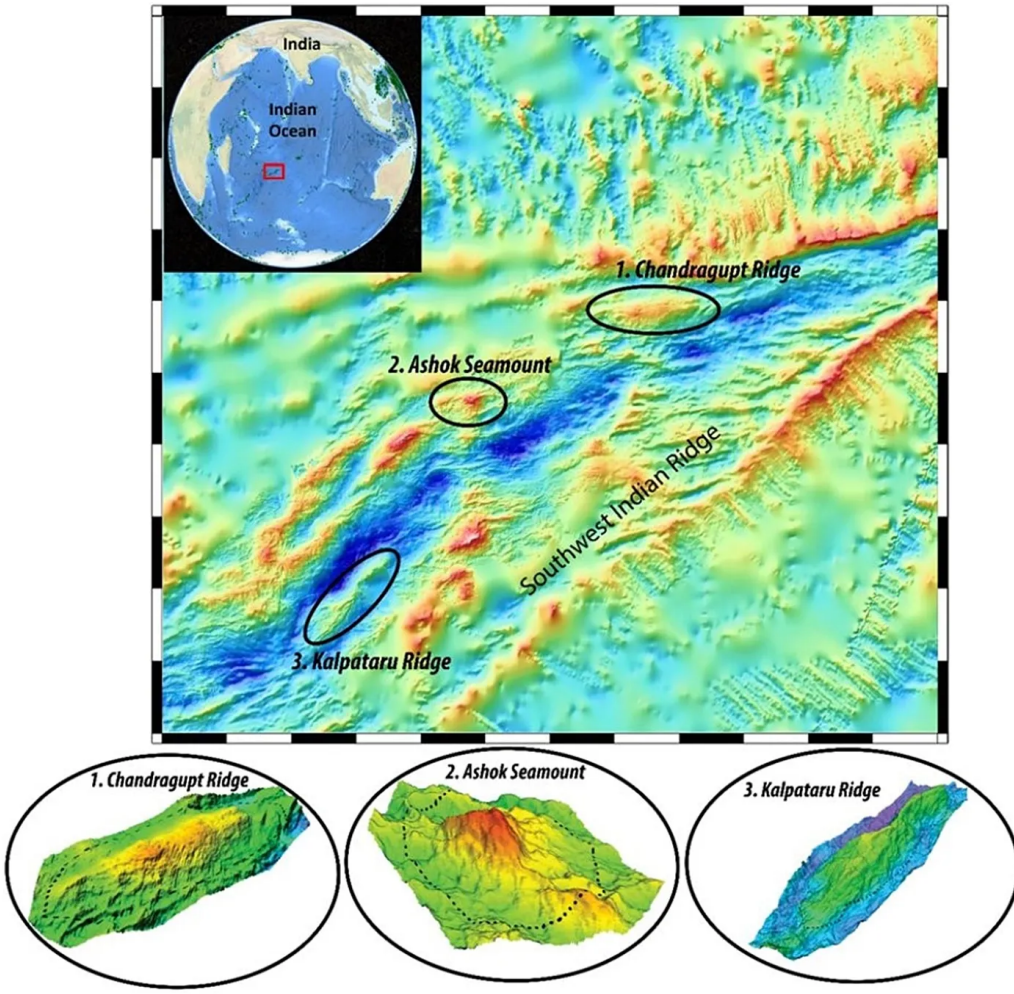 India
Indian
Ocean
1. Chandragupt Ridge
2. Ashok Seamount
Southwest Indian Ridge
3. Kalpataru Ridge
1. Chandragupt Ridge
2. Ashok Seamount
3. Kalpataru Ridge